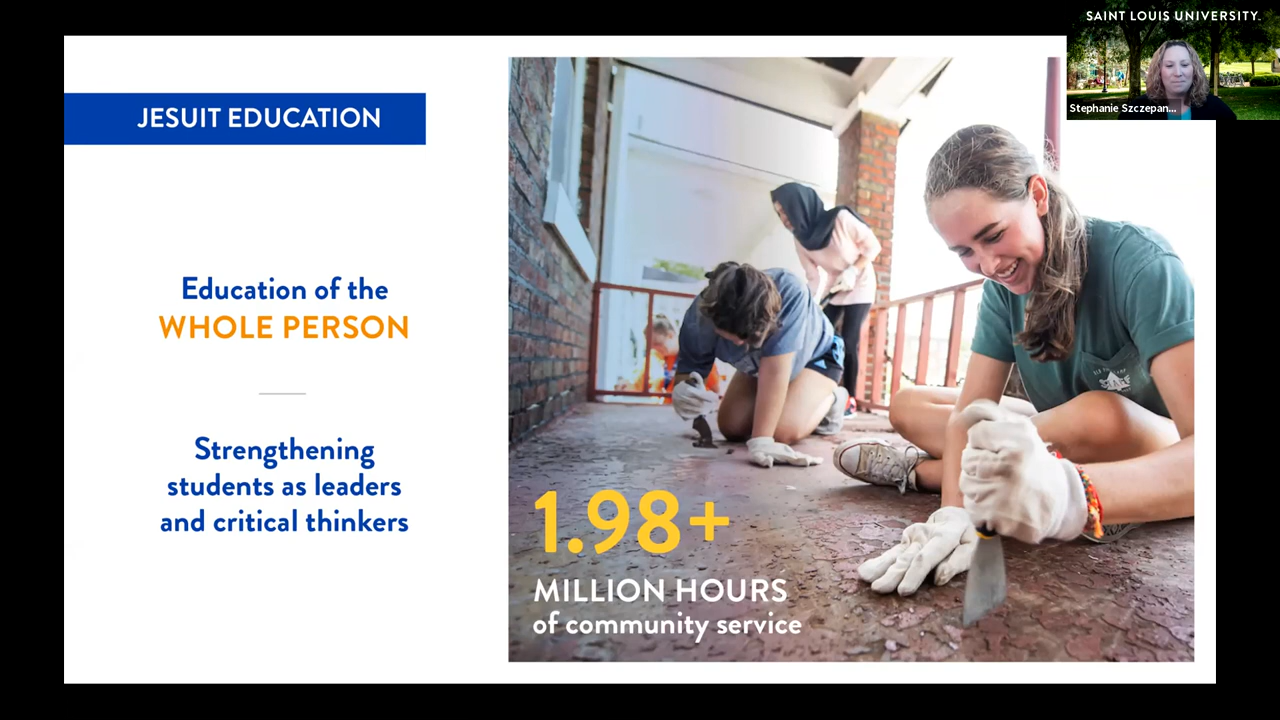 SAINT LOUIS UNIVERSITY.
Stephanie Szczepan...
JESUIT EDUCATION
Education of the
WHOLE PERSON
Strengthening
students as leaders
and critical thinkers
1.98+
MILLION HOURS
of community service